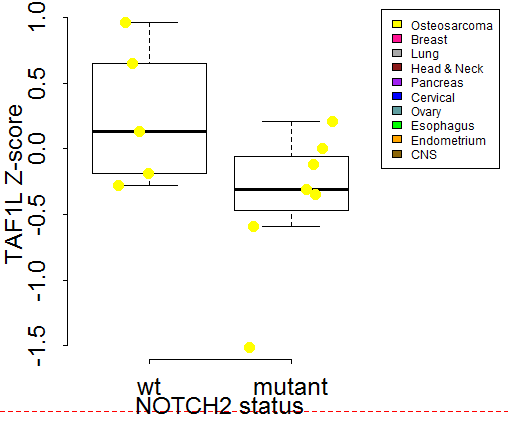 1.0
0.5
0.0
-0.5
-1.0
-1.5
TAF1L Z-score
wt mutant
NOTCH2 status
Osteosarcoma
Breast
Lung
Head & Neck
Pancreas
Cervical
Ovary
Esophagus
Endometrium
CNS